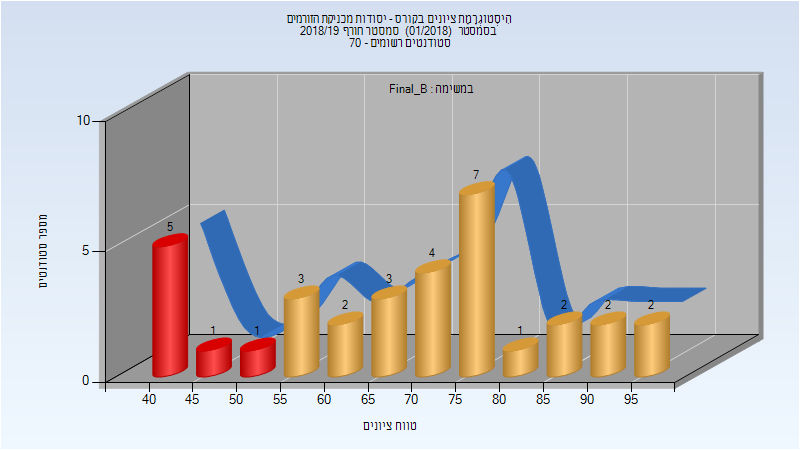 היסטוגרמת ציונים בקורס - יסודות מכניקת הזורמים
בסמסטר (01/2018) סמסטר חורף 2018/19
סטודנטים רשומים - 70
במשימה : Final_B
מספר סטודנטים
10
5
0
5
1
1
3
2
3
4
7
1
2
2
2
40 45 50 55 60 65 70 75 80 85 90 95
טווח ציונים